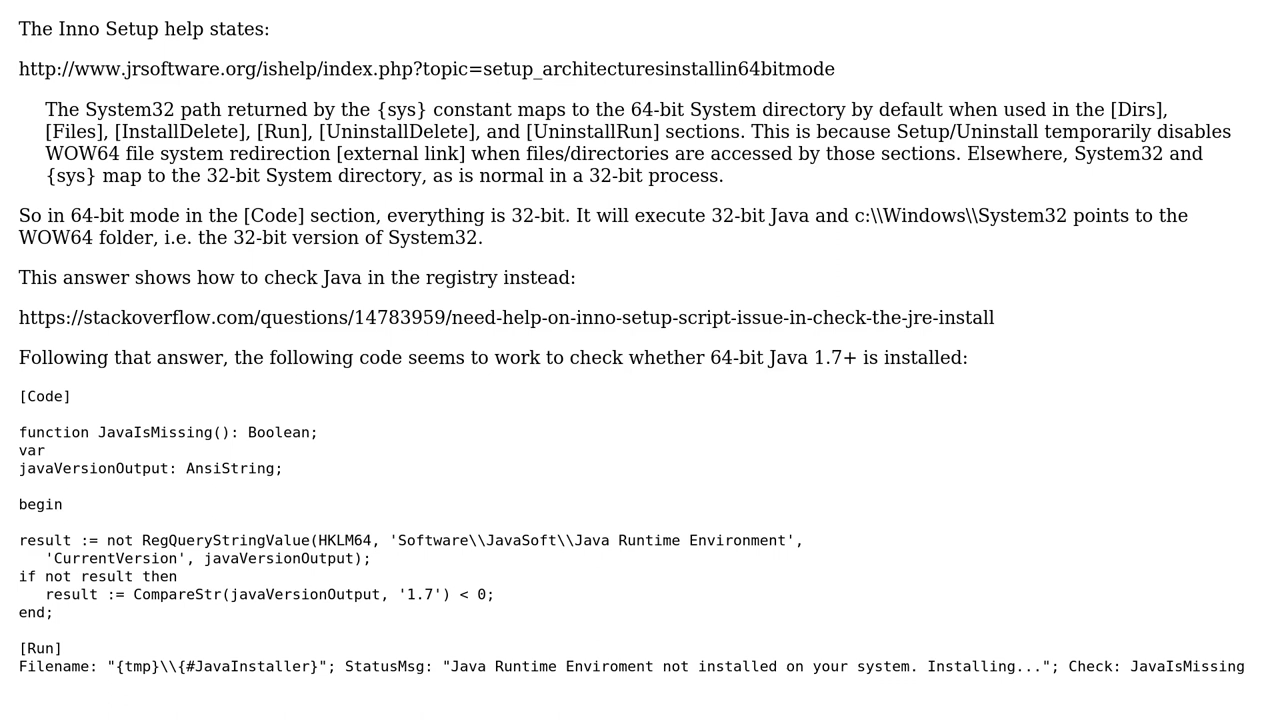 The Inno Setup help states:
http://www.jrsoftware.org/ishelp/index.php?topic=setup_architecturesinstallin64bitmode
The System32 path returned by the {sys} constant maps to the 64-bit System directory by default when used in the [Dirs],
[Files], [InstallDelete], [Run], [UninstallDelete], and [UninstallRun] sections. This is because Setup/Uninstall temporarily disables
WOW64 file system redirection [external link] when files/directories are accessed by those sections. Elsewhere, System32 and
{sys} map to the 32-bit System directory, as is normal in a 32-bit process.
So in 64-bit mode in the [Code] section, everything is 32-bit. It will execute 32-bit Java and c:\\Windows\\System32 points to the
WOW64 folder, i.e. the 32-bit version of System32.
This answer shows how to check Java in the registry instead:
https://stackoverflow.com/questions/14783959/need-help-on-inno-setup-script-issue-in-check-the-jre-install
Following that answer, the following code seems to work to check whether 64-bit Java 1.7+ is installed:
[Code]
function JavaIsMissing(): Boolean;
var
javaVersionOutput: AnsiString;
begin
result := not RegQueryStringValue(HKLM64, 'Software\\JavaSoft\\Java Runtime Environment',
   'CurrentVersion', javaVersionOutput);
if not result then
   result := CompareStr(javaVersionOutput, '1.7') < 0;
end;
[Run]
Filename: "{tmp}\\{#JavaInstaller}"; StatusMsg: "Java Runtime Enviroment not installed on your system. Installing..."; Check: JavaIsMissing